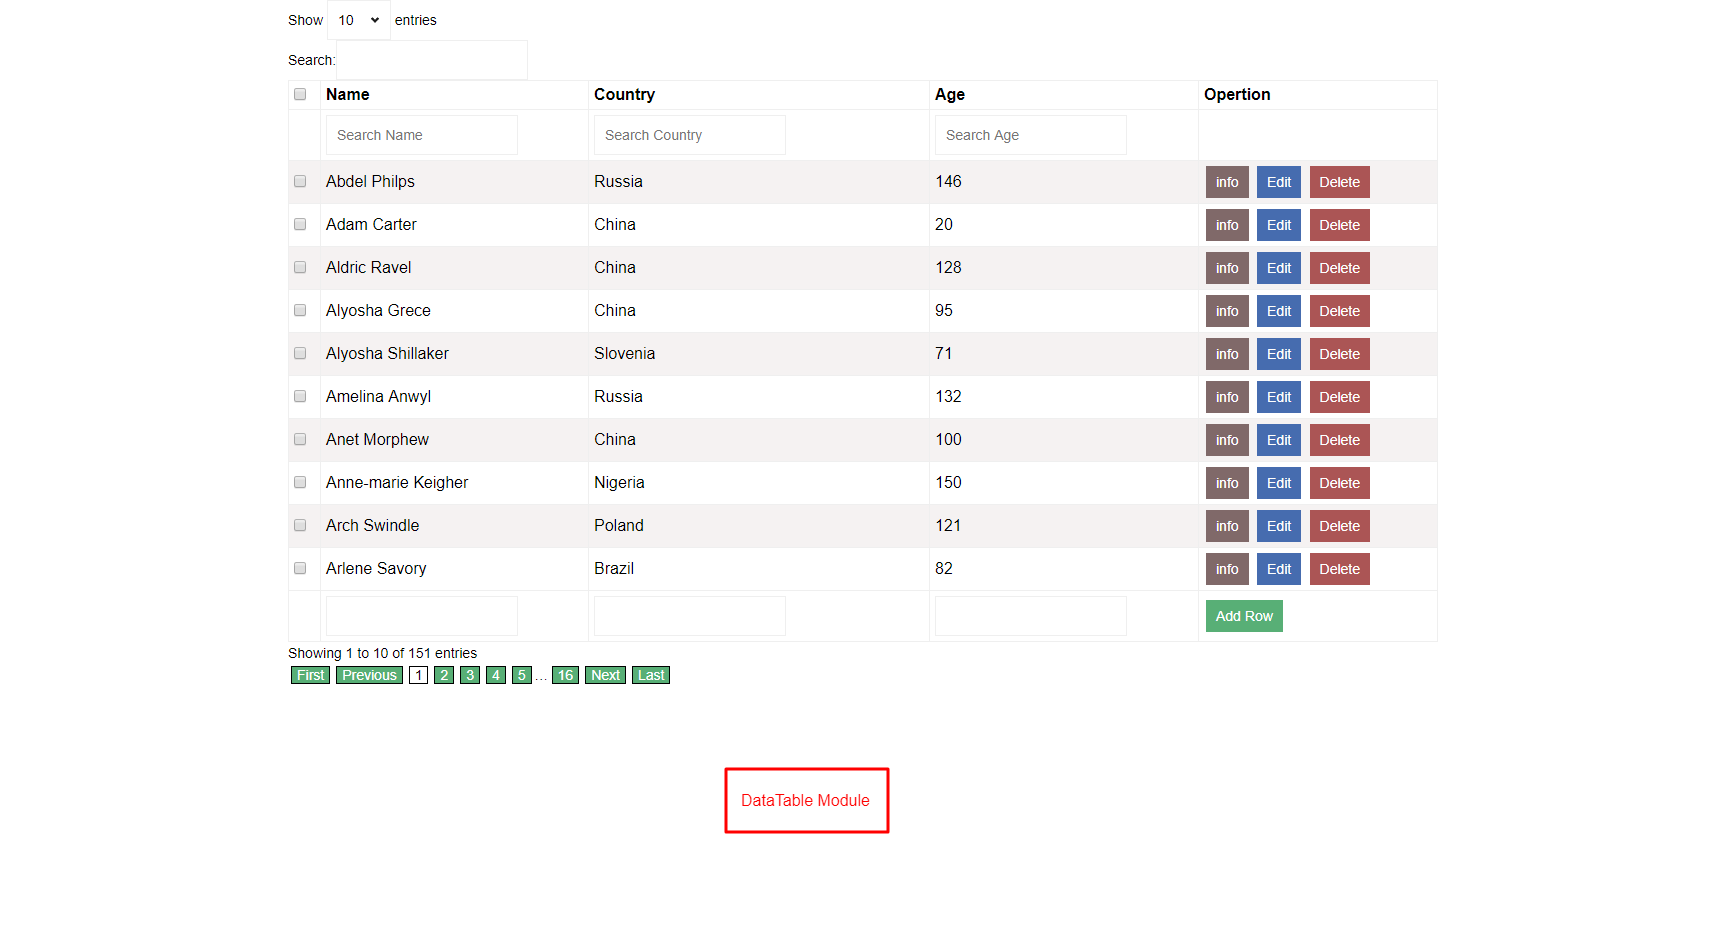 Show 10 entries
Search:
Name Country Age Opertion
Search Name Search Country Search Age
Abdel Philps Russia 146 info Edit Delete
Adam Carter China 20 info Edit Delete
Aldric Ravel China 128 info Edit Delete
Alyosha Grece China 95 info Edit Delete
Alyosha Shillaker Slovenia 71 info Edit Delete
Amelina Anwyl Russia 132 info Edit Delete
Anet Morphew China 100 info Edit Delete
Anne-marie Keigher Nigeria 150 info Edit Delete
Arch Swindle Poland 121 info Edit Delete
Arlene Savory Brazil 82 info Edit Delete
Add Row
Showing 1 to 10 of 151 entries
First Previous 1 2 3 4 5 ... 16 Next Last
DataTable Module